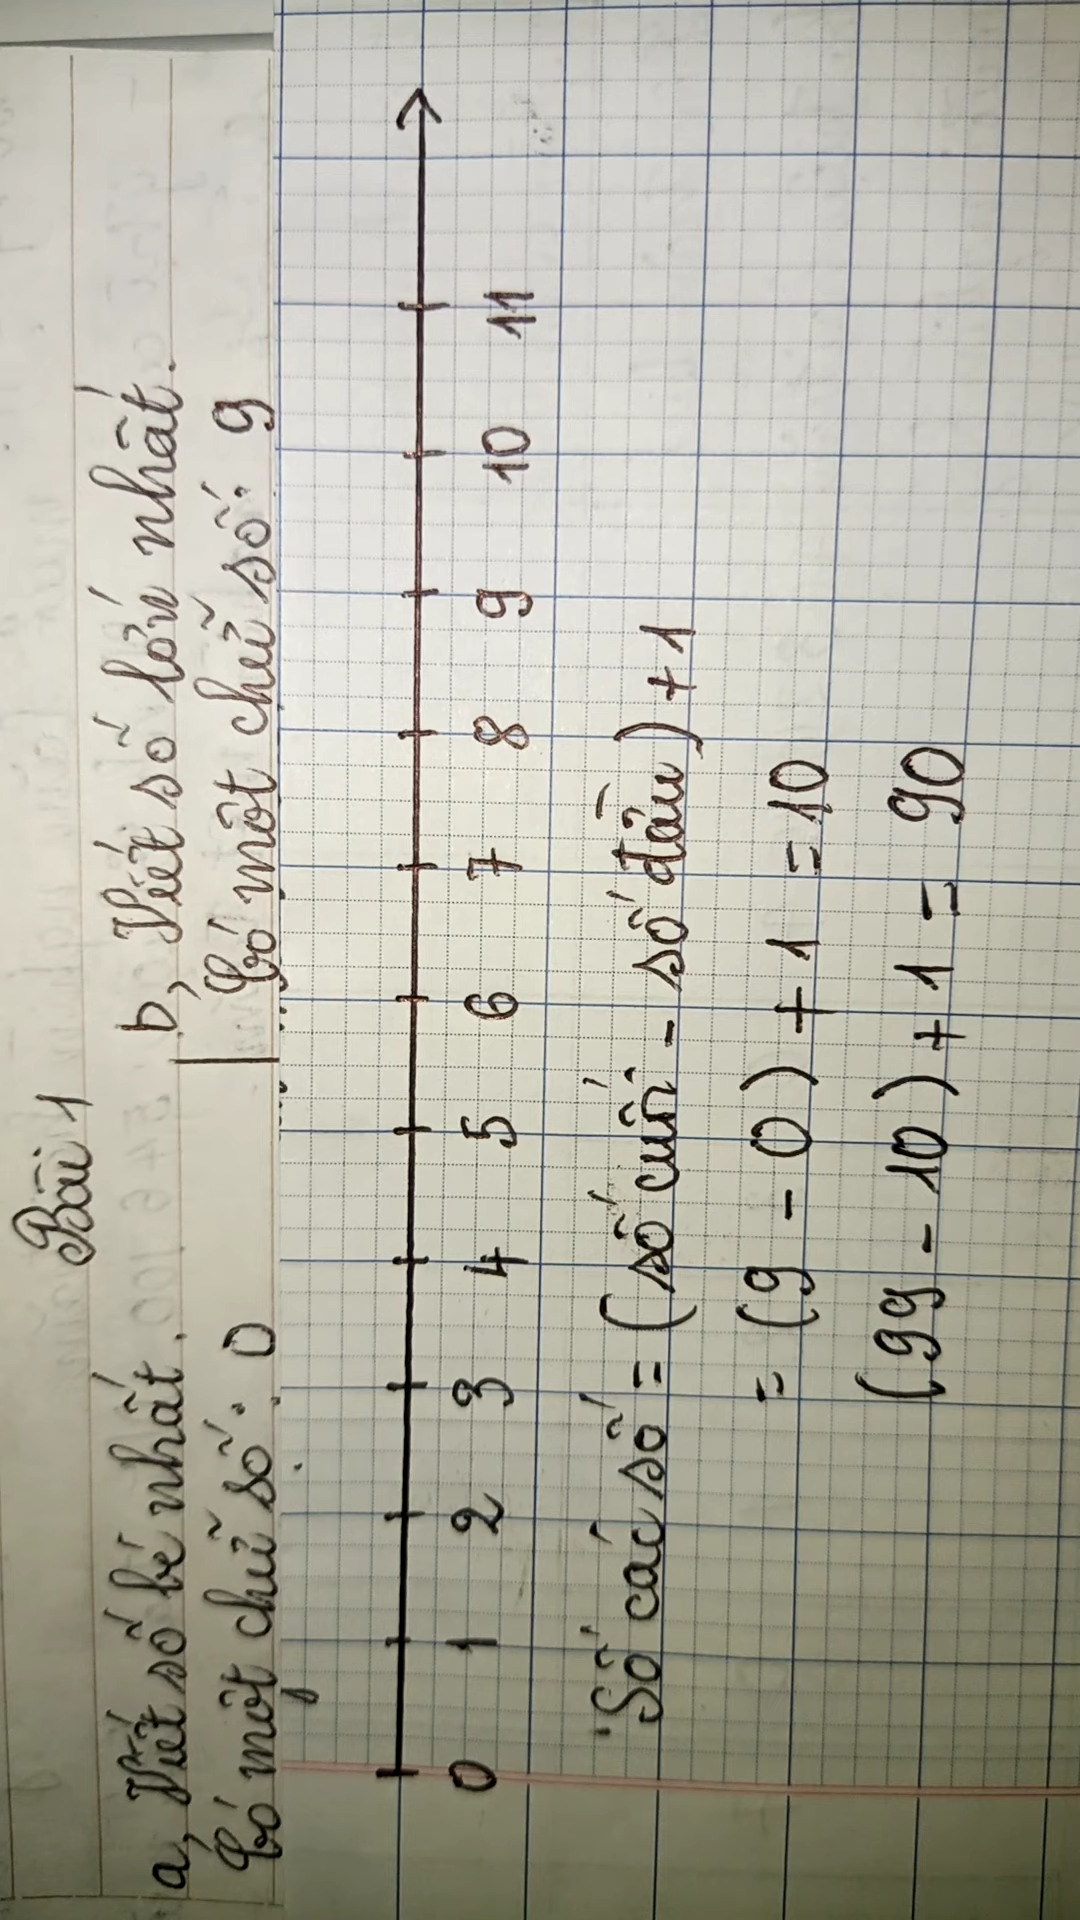 Bài 1
a, Viết số bé nhất.
Có một chữ số: 0
b, Viết số lớn nhất.
Có một chữ số: 9
0 1 2 3 4 5 6 7 8 9 10 11
Số các số = (số cuối - số đầu) + 1
= (9 - 0) + 1 = 10
(99 - 10) + 1 = 90